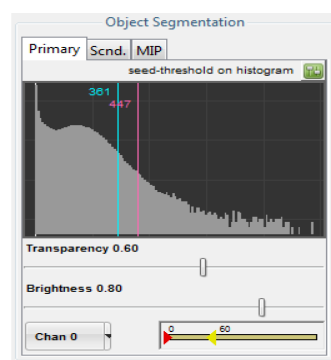 Object Segmentation
Primary Scnd. MIP
seed-threshold on histogram
361
447
Transparency 0.60
Brightness 0.80
Chan 0
0 60